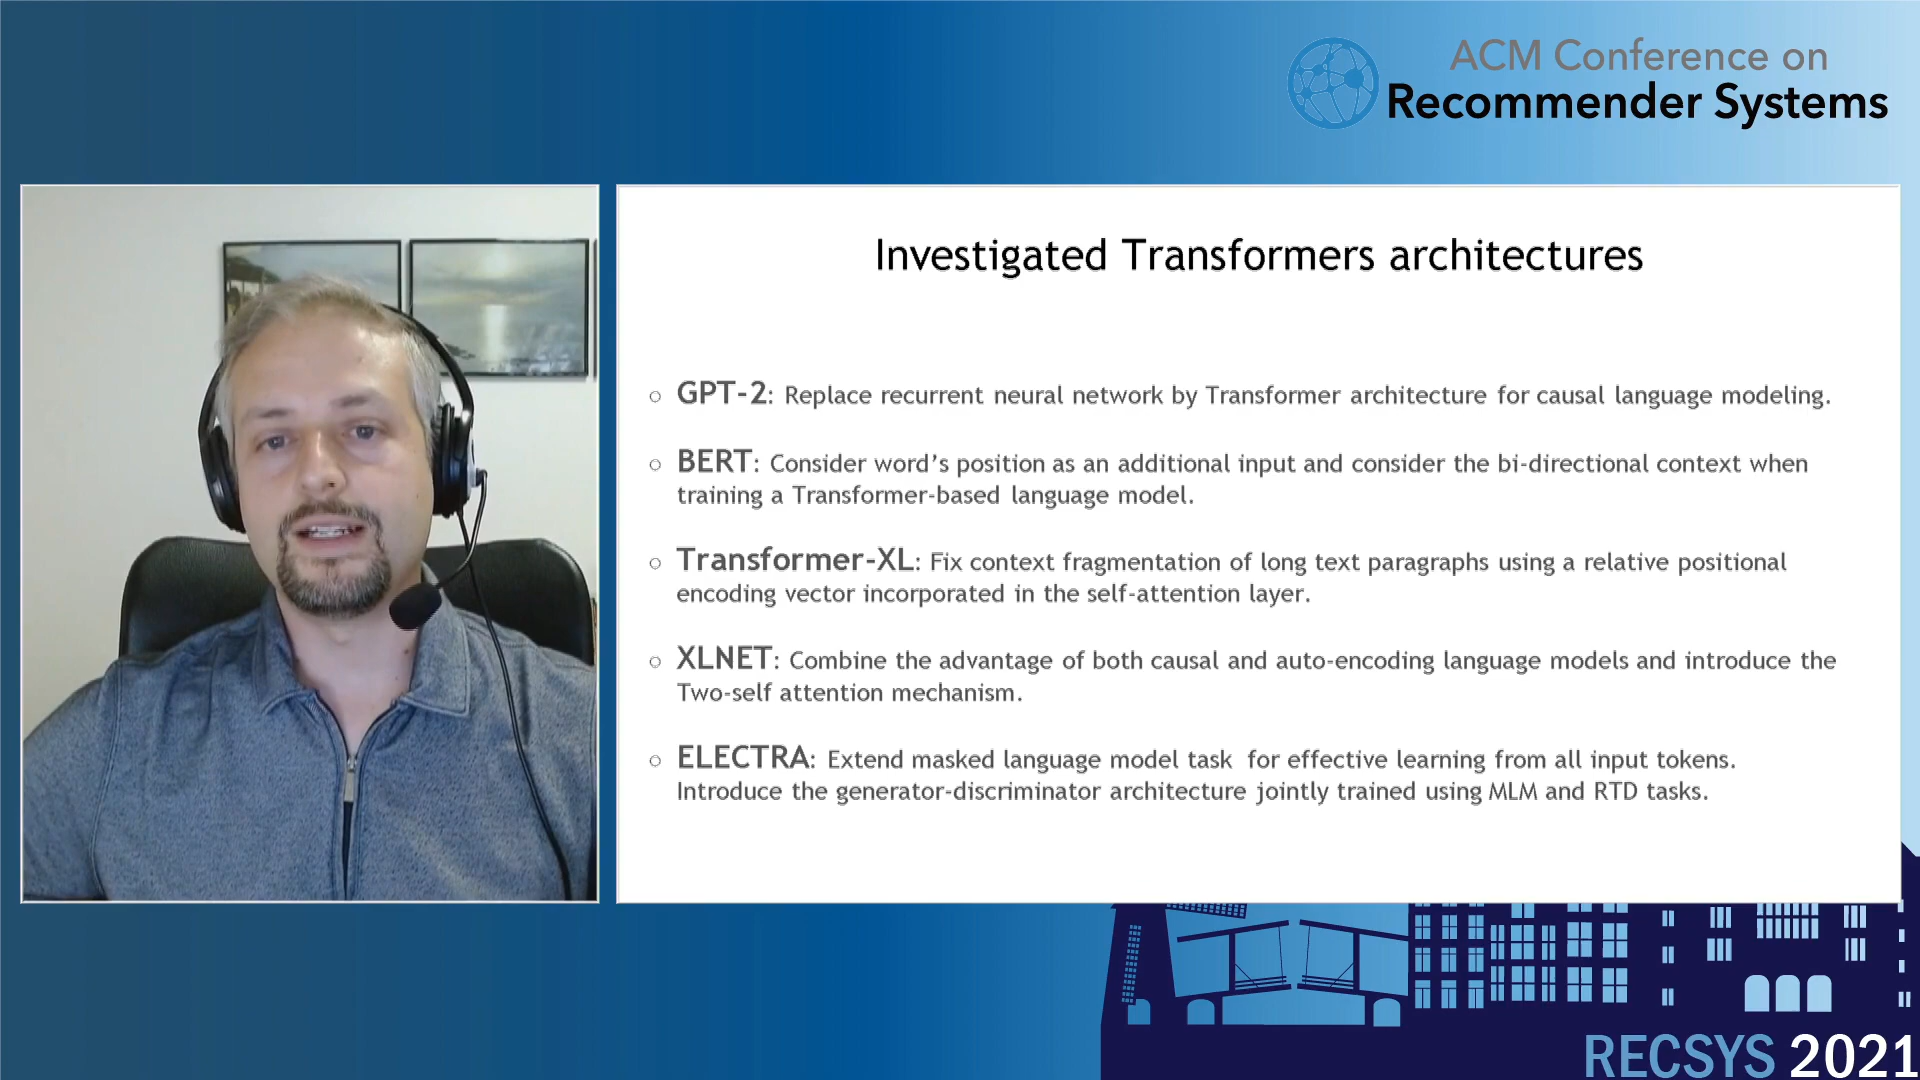 ACM Conference on
Recommender Systems
Investigated Transformers architectures
○ GPT-2: Replace recurrent neural network by Transformer architecture for causal language modeling.
○ BERT: Consider word's position as an additional input and consider the bi-directional context when
training a Transformer-based language model.
○ Transformer-XL: Fix context fragmentation of long text paragraphs using a relative positional
encoding vector incorporated in the self-attention layer.
○ XLNET: Combine the advantage of both causal and auto-encoding language models and introduce the
Two-self attention mechanism.
○ ELECTRA: Extend masked language model task for effective learning from all input tokens.
Introduce the generator-discriminator architecture jointly trained using MLM and RTD tasks.
RECSYS 2021